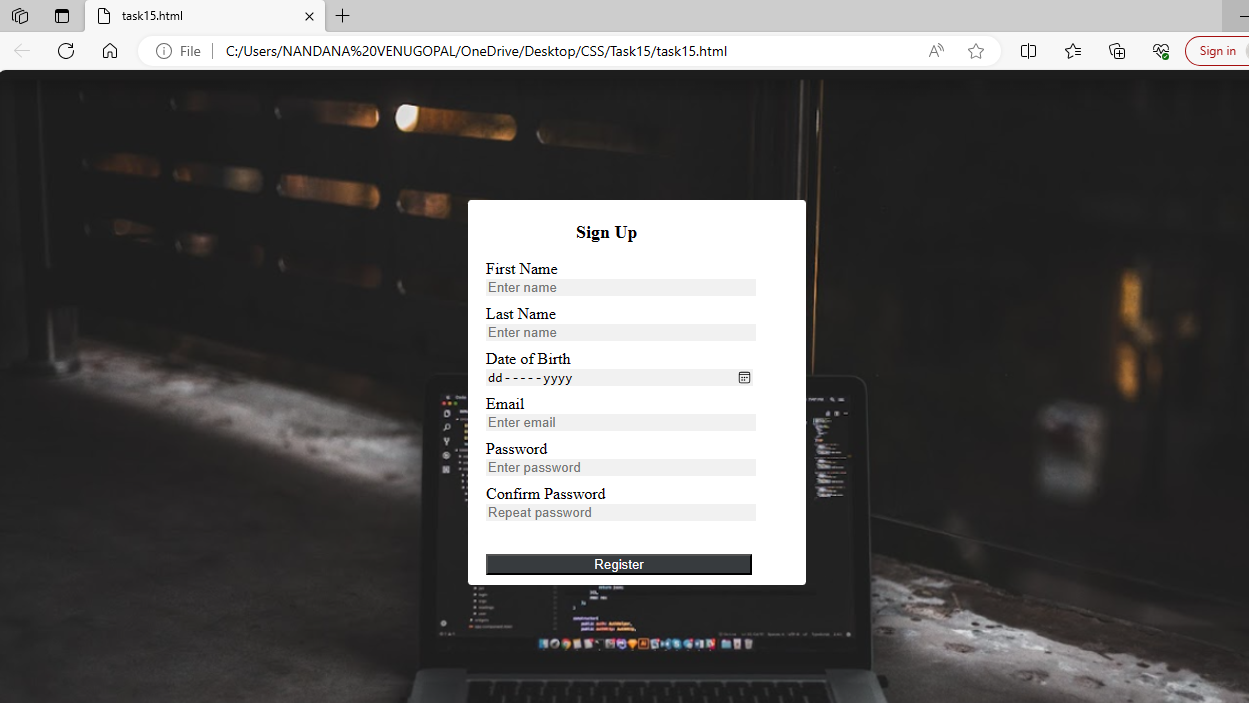 task15.html
File
C:/Users/NANDANA%20VENUGOPAL/OneDrive/Desktop/CSS/Task15/task15.html
Sign in
Sign Up
First Name
Enter name
Last Name
Enter name
Date of Birth
dd-----yyyy
Email
Enter email
Password
Enter password
Confirm Password
Repeat password
Register